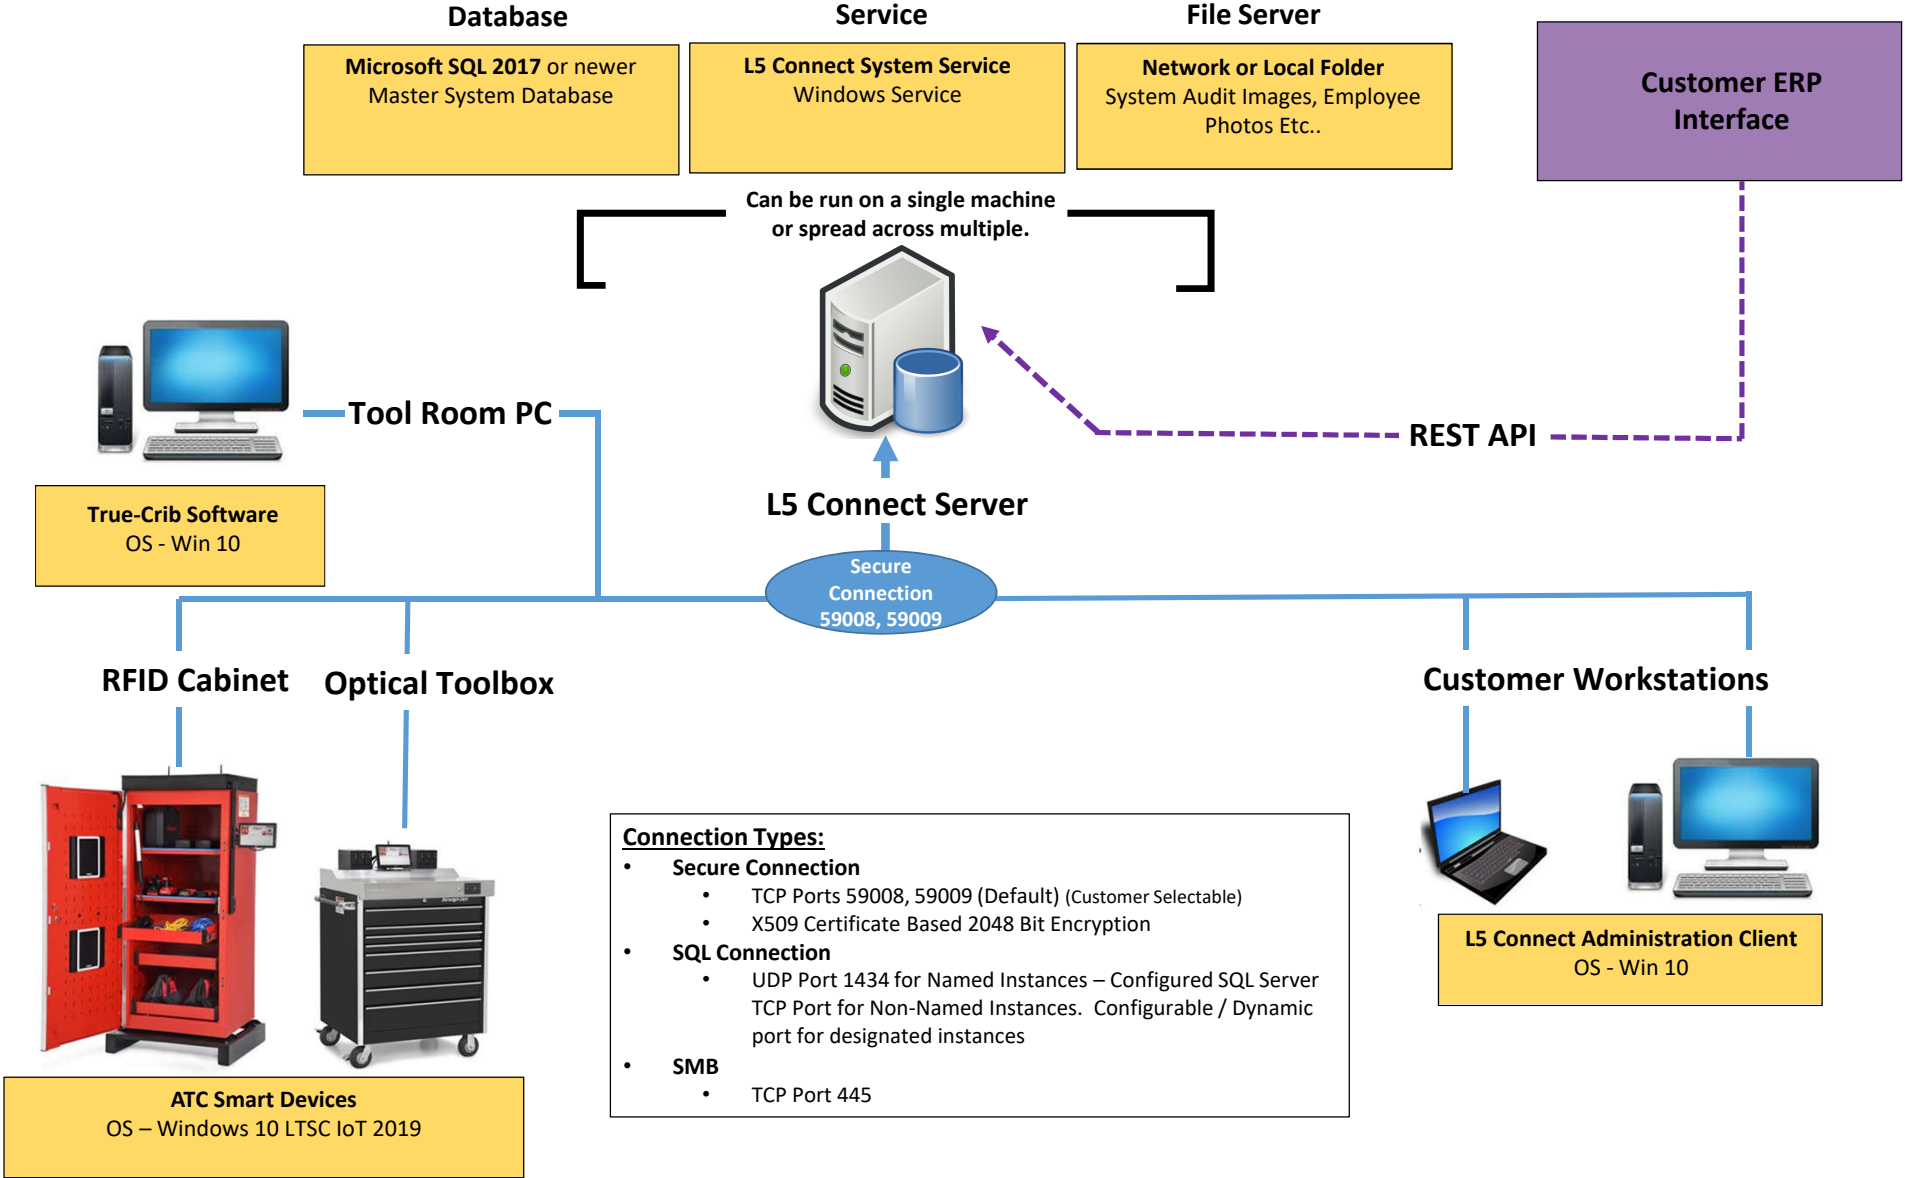 Database
Service
File Server
Microsoft SQL 2017 or newer
Master System Database
L5 Connect System Service
Windows Service
Network or Local Folder
System Audit Images, Employee
Photos Etc..
Customer ERP
Interface
Can be run on a single machine
or spread across multiple.
Tool Room PC
REST API
True-Crib Software
OS - Win 10
L5 Connect Server
Secure
Connection
59008, 59009
RFID Cabinet
Optical Toolbox
Customer Workstations
Connection Types:
• Secure Connection
• TCP Ports 59008, 59009 (Default) (Customer Selectable)
• X509 Certificate Based 2048 Bit Encryption
• SQL Connection
• UDP Port 1434 for Named Instances – Configured SQL Server
TCP Port for Non-Named Instances.  Configurable / Dynamic
port for designated instances
• SMB
• TCP Port 445
L5 Connect Administration Client
OS - Win 10
ATC Smart Devices
OS – Windows 10 LTSC IoT 2019